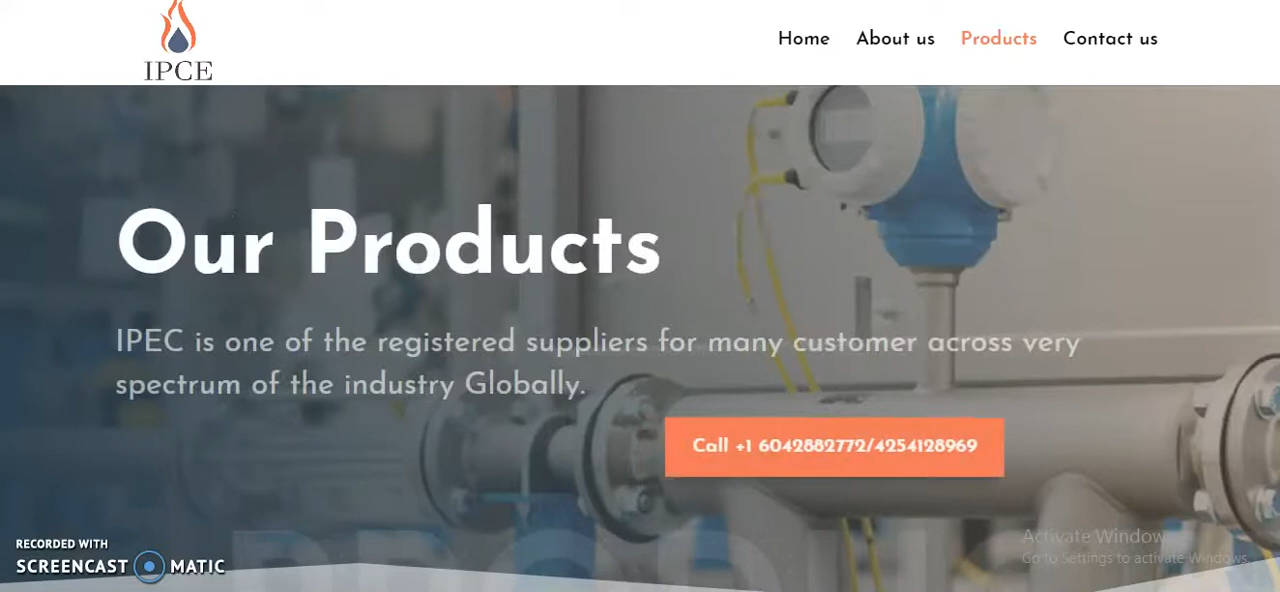 IPCE
Home About us Products Contact us
Our Products
IPEC is one of the registered suppliers for many customer across very
spectrum of the industry Globally.
Call +1 6042882772/4254128969
Activate Window
Go to Settings to activate Windows.
RECORDED WITH
SCREENCAST MATIC